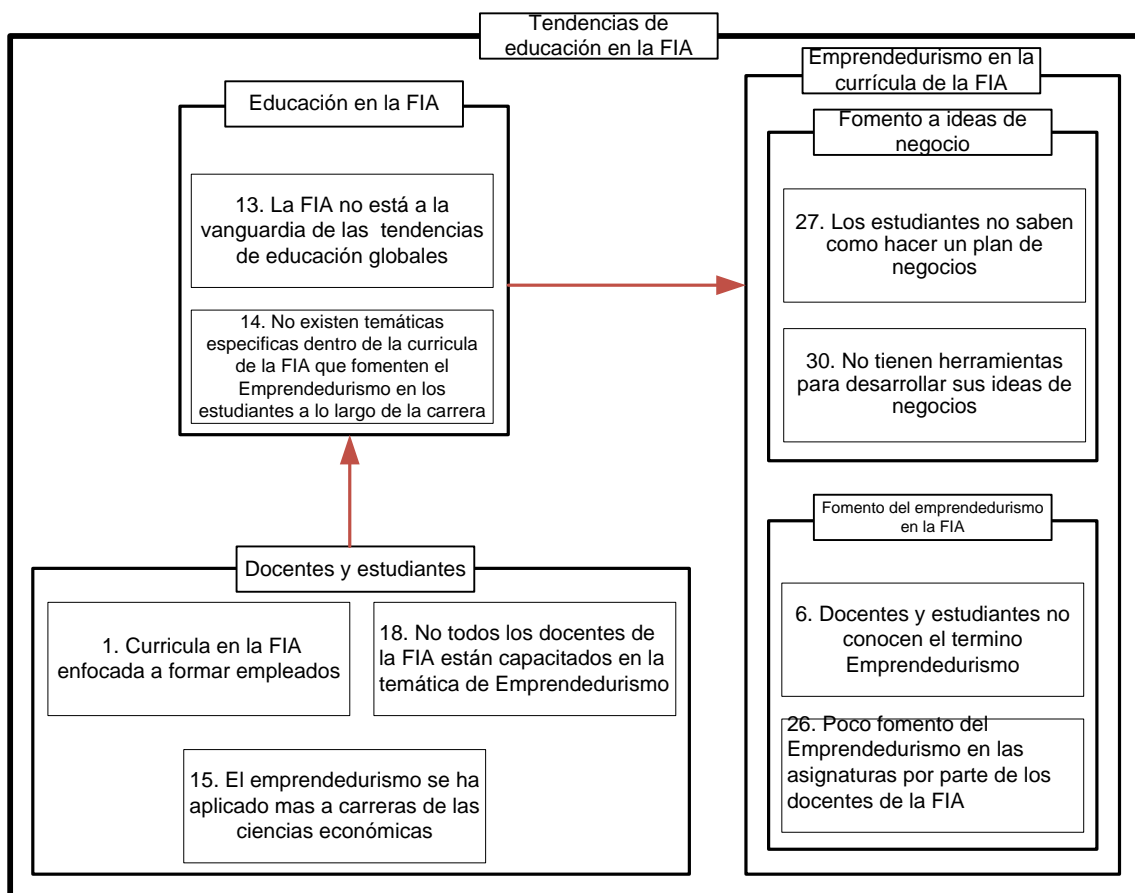 Tendencias de
educación en la FIA
Educación en la FIA
13. La FIA no está a la
vanguardia de las tendencias
de educación globales
14. No existen temáticas
especificas dentro de la curricula
de la FIA que fomenten el
Emprendedurismo en los
estudiantes a lo largo de la carrera
Docentes y estudiantes
1. Curricula en la FIA
enfocada a formar empleados
18. No todos los docentes de
la FIA están capacitados en la
temática de Emprendedurismo
15. El emprendedurismo se ha
aplicado mas a carreras de las
ciencias económicas
Emprendedurismo en la
currícula de la FIA
Fomento a ideas de
negocio
27. Los estudiantes no saben
como hacer un plan de
negocios
30. No tienen herramientas
para desarrollar sus ideas de
negocios
Fomento del emprendedurismo
en la FIA
6. Docentes y estudiantes no
conocen el termino
Emprendedurismo
26. Poco fomento del
Emprendedurismo en las
asignaturas por parte de los
docentes de la FIA